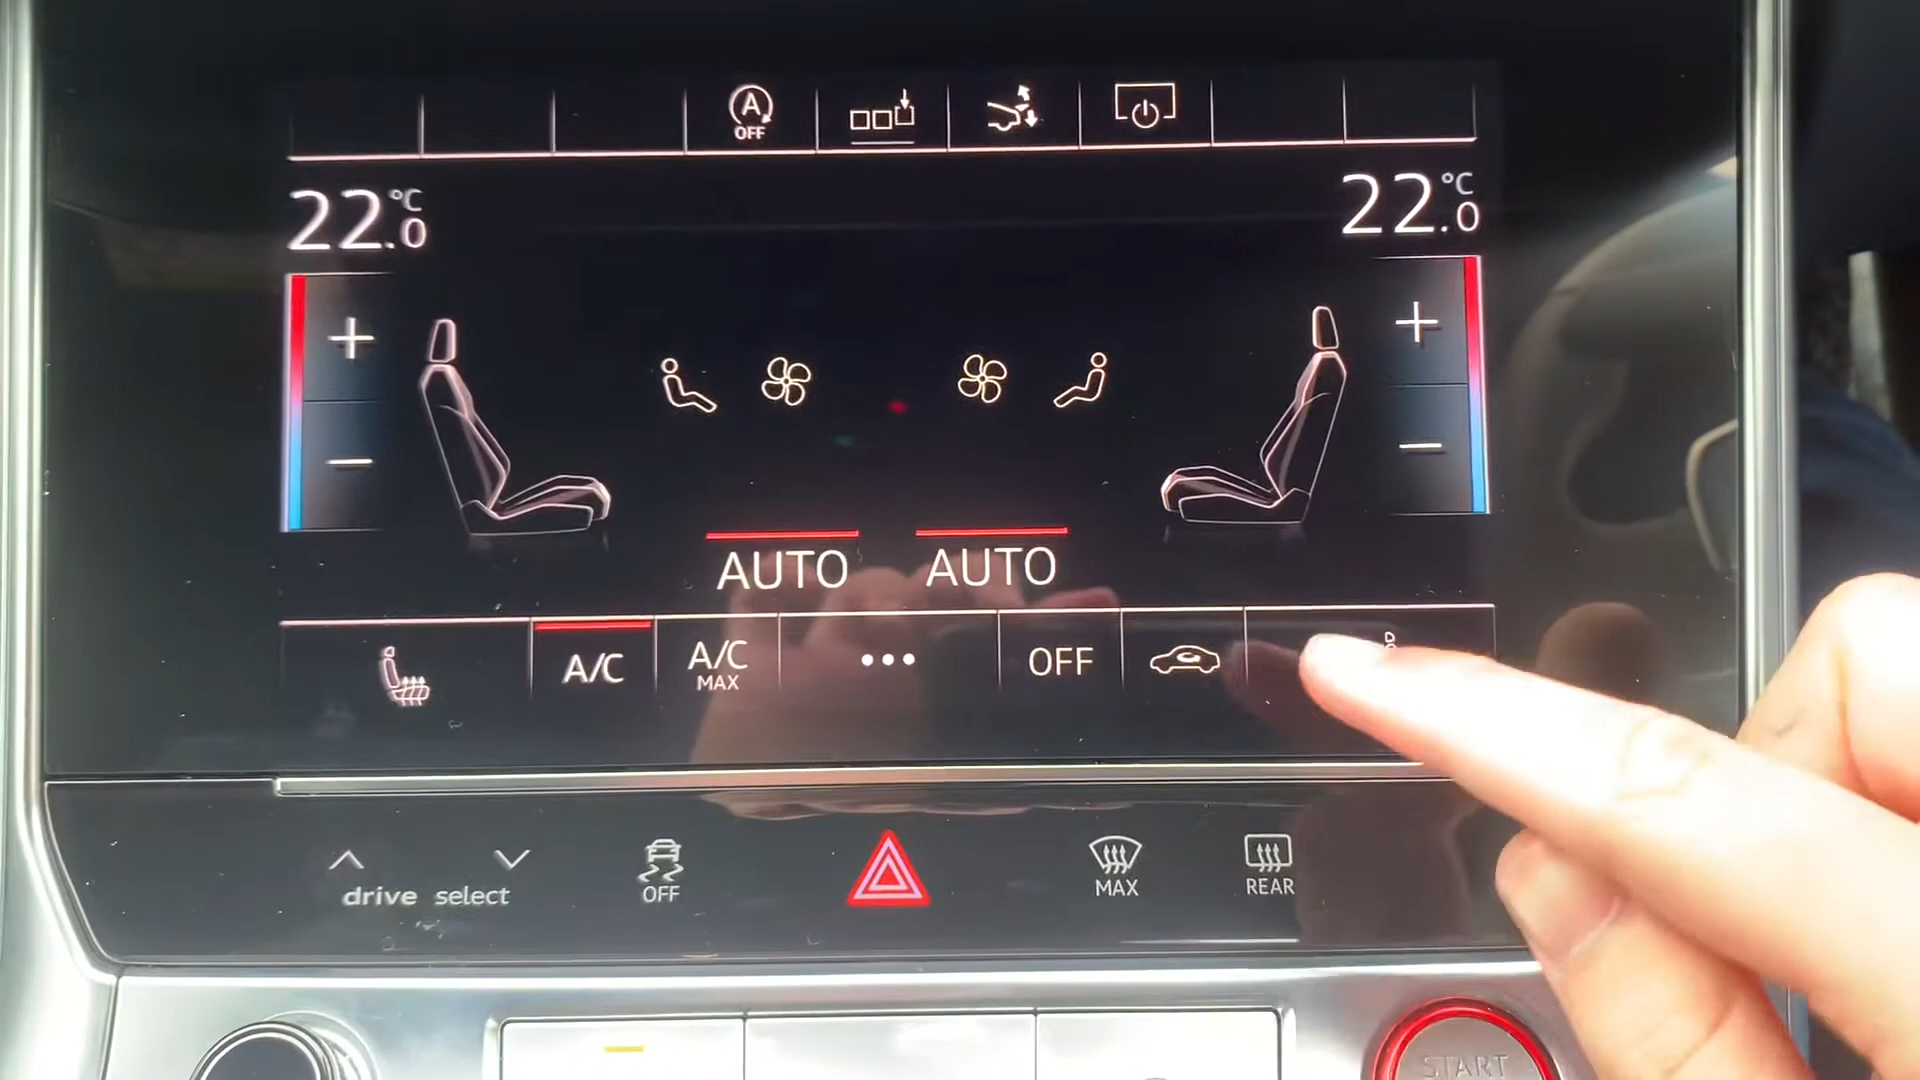 A
OFF
22.0 °C
22.0 °C
AUTO
AUTO
A/C
A/C
MAX
OFF
drive select
OFF
MAX
REAR
START